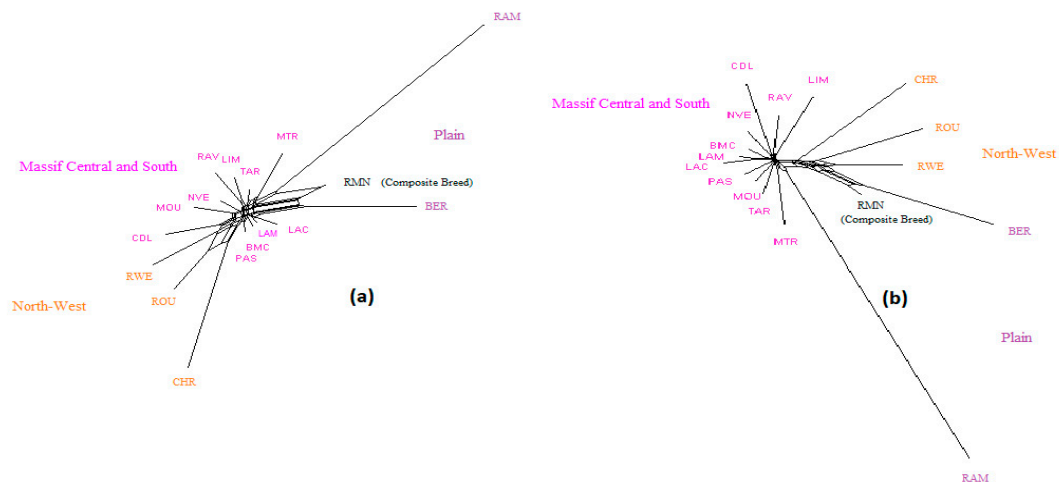 RAM
Plain
MTR
Massif Central and South
RAV
LIM
TAR
RMN (Composite Breed)
NVE
MOU
BER
LAC
LAM
CDL
BMC
PAS
RWE
ROU
North-West
(a)
CHR
CDL
LIM
CHR
RAV
Massif Central and South
NVE
ROU
BMC
LAM
North-West
LAC
RWE
PAS
MOU
RMN
(Composite Breed)
TAR
BER
MTR
(b)
Plain
RAM